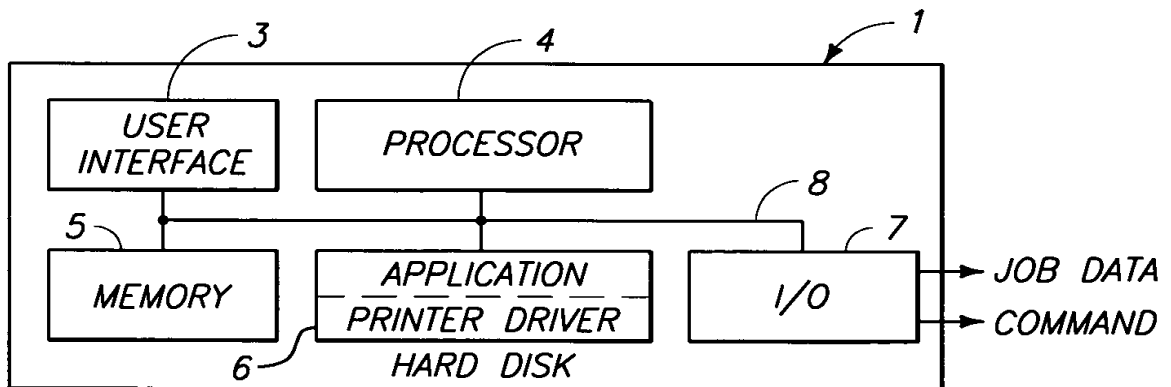 3
4
1
USER
INTERFACE
PROCESSOR
8
5
7
MEMORY
APPLICATION
PRINTER DRIVER
I/O
JOB DATA
COMMAND
6
HARD DISK